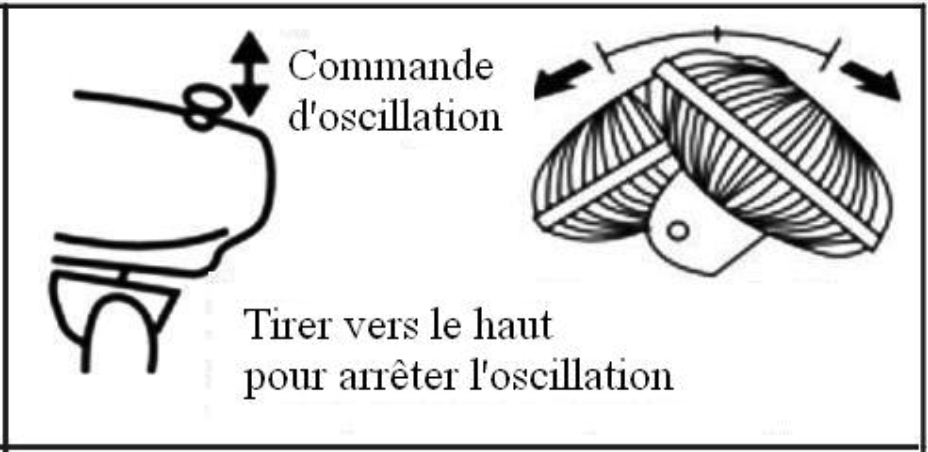 Commande
d'oscillation
Tirer vers le haut
pour arrêter l'oscillation